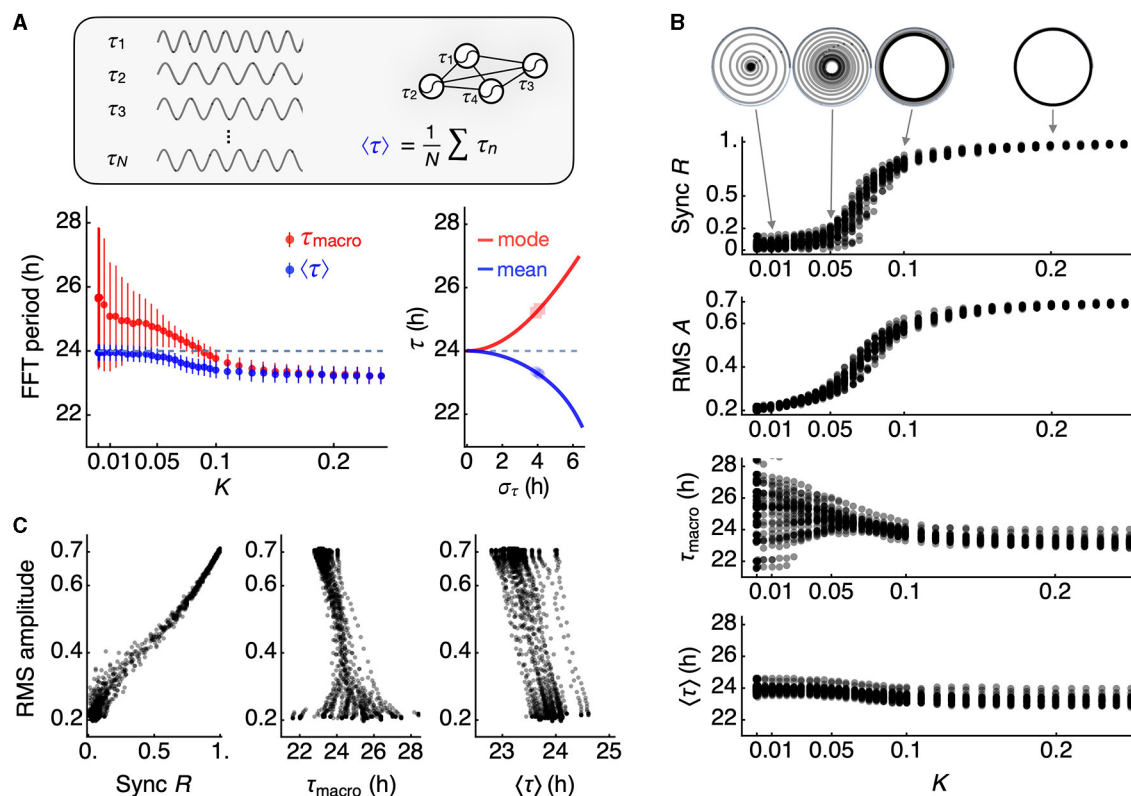 A
τ1
τ2
τ3
⋮
τN
τ1
τ2
τ4
τ3
⟨τ⟩ = 1/N ∑ τn
28
26
24
22
FFT period (h)
τmacro
⟨τ⟩
0.01
0.05
0.1
0.2
K
28
26
24
22
τ (h)
mode
mean
0
2
4
6
στ (h)
B
1.
0.5
0.2
0
Sync R
0.01
0.05
0.1
0.2
0.7
0.6
0.4
0.2
RMS A
0.01
0.05
0.1
0.2
28
26
24
22
τmacro (h)
0.01
0.05
0.1
0.2
28
26
24
22
⟨τ⟩ (h)
0.01
0.05
0.1
0.2
K
C
0.7
0.6
0.4
0.2
RMS amplitude
0.
0.5
1.
Sync R
0.7
0.6
0.4
0.2
22
24
26
28
τmacro (h)
0.7
0.6
0.4
0.2
23
24
25
⟨τ⟩ (h)